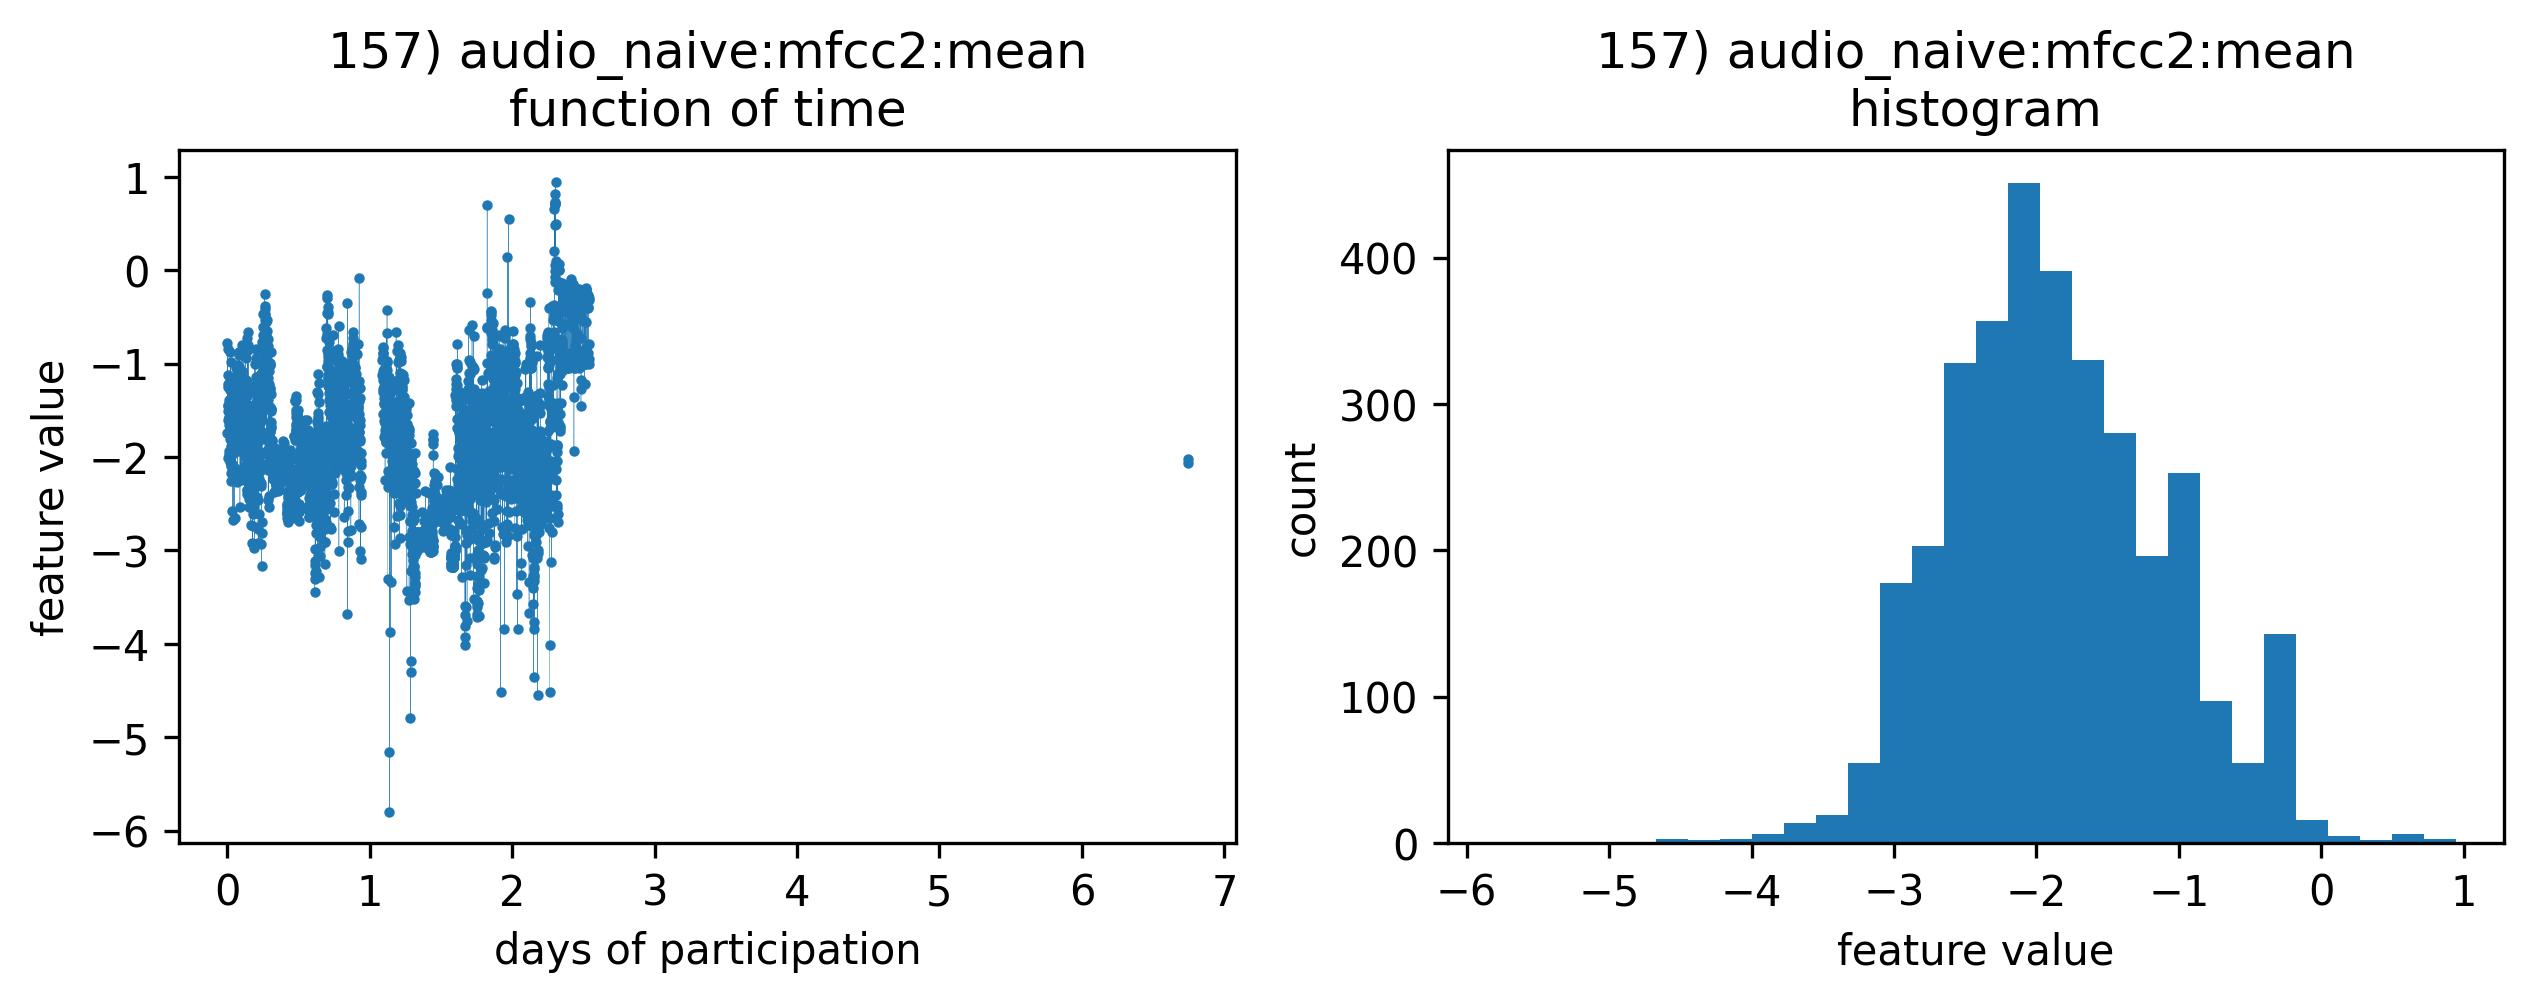 157) audio_naive:mfcc2:mean
function of time
1
0
−1
−2
−3
−4
−5
−6
feature value
0 1 2 3 4 5 6 7
days of participation
157) audio_naive:mfcc2:mean
histogram
400
300
200
100
0
count
−6 −5 −4 −3 −2 −1 0 1
feature value